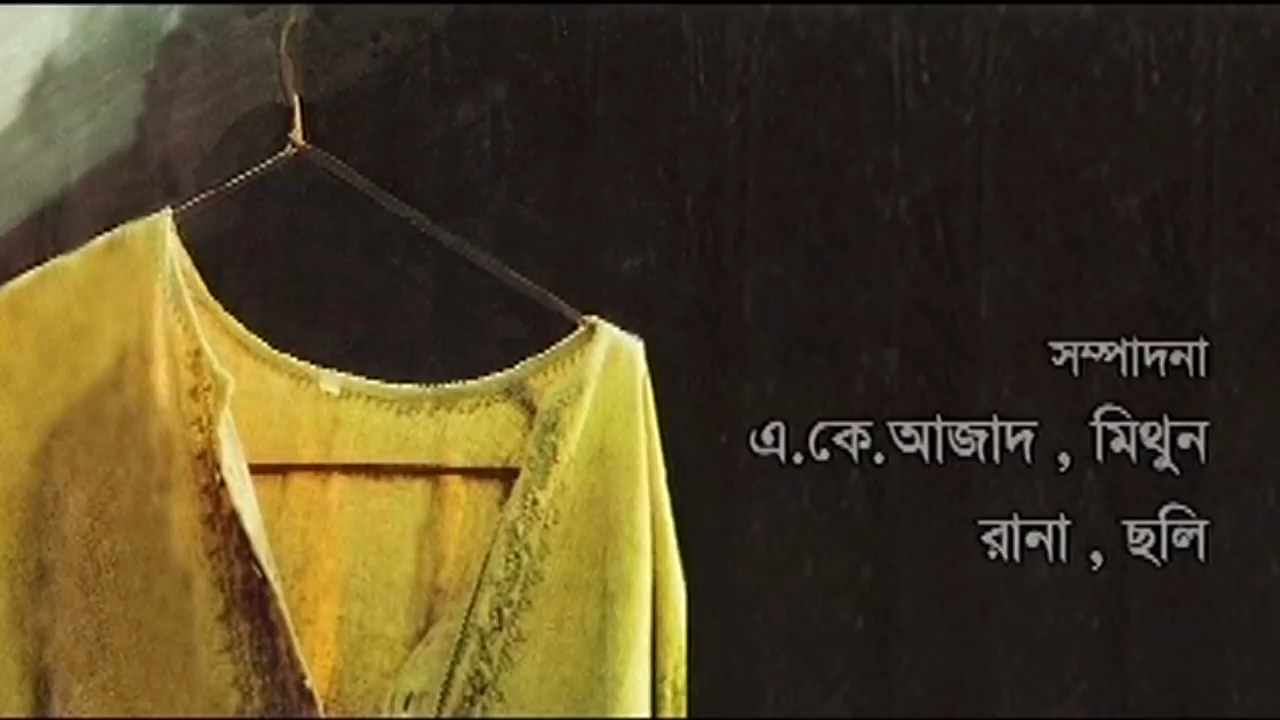 সম্পাদনা
এ.কে.আজাদ , মিথুন
রানা , ছলি